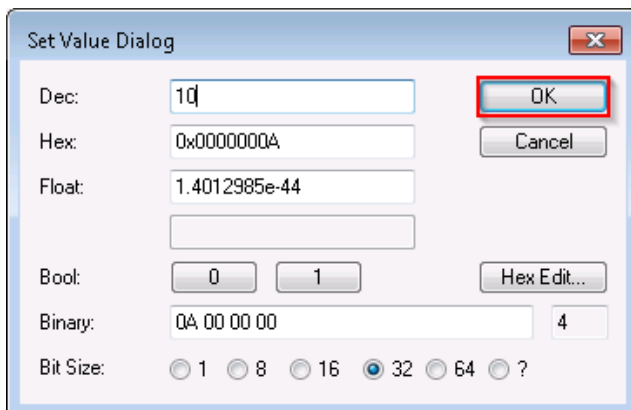 Set Value Dialog
Dec: 10 OK
Hex: 0x0000000A Cancel
Float: 1.4012985e-44
Bool: 0 1 Hex Edit...
Binary: 0A 00 00 00 4
Bit Size: 1 8 16 32 64 ?